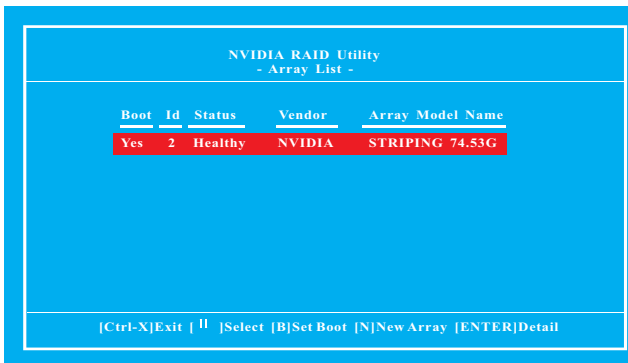 NVIDIA RAID Utility
- Array List -
Boot Id Status Vendor Array Model Name
Yes 2 Healthy NVIDIA STRIPING 74.53G
[Ctrl-X]Exit [ ]Select [B]Set Boot [N]New Array [ENTER]Detail